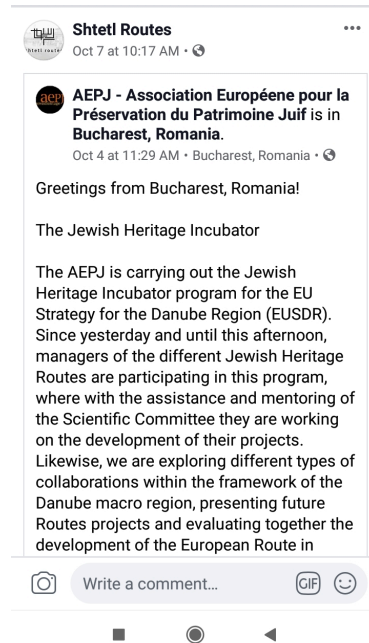 Shtetl Routes
Oct 7 at 10:17 AM •
shtetl routes
aepj
AEPJ - Association Européene pour la
Préservation du Patrimoine Juif is in
Bucharest, Romania.
Oct 4 at 11:29 AM • Bucharest, Romania •
Greetings from Bucharest, Romania!
The Jewish Heritage Incubator
The AEPJ is carrying out the Jewish
Heritage Incubator program for the EU
Strategy for the Danube Region (EUSDR).
Since yesterday and until this afternoon,
managers of the different Jewish Heritage
Routes are participating in this program,
where with the assistance and mentoring of
the Scientific Committee they are working
on the development of their projects.
Likewise, we are exploring different types of
collaborations within the framework of the
Danube macro region, presenting future
Routes projects and evaluating together the
development of the European Route in
Write a comment...
GIF